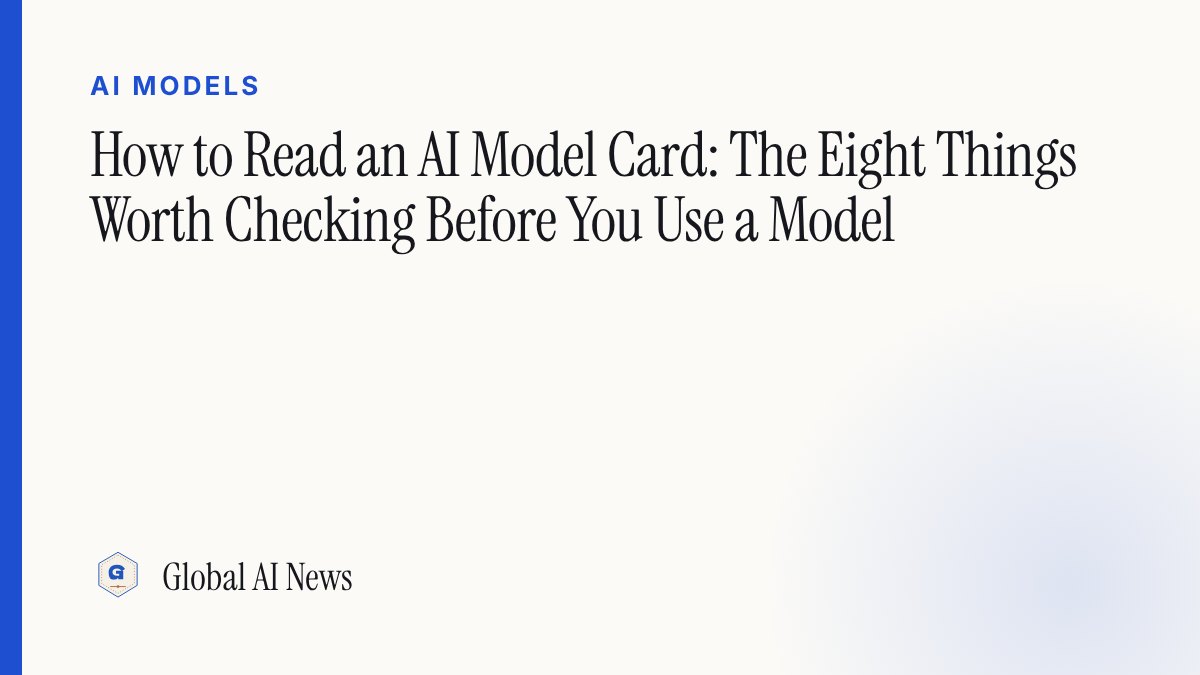 AI MODELS
How to Read an AI Model Card: The Eight Things
Worth Checking Before You Use a Model
G
Global AI News